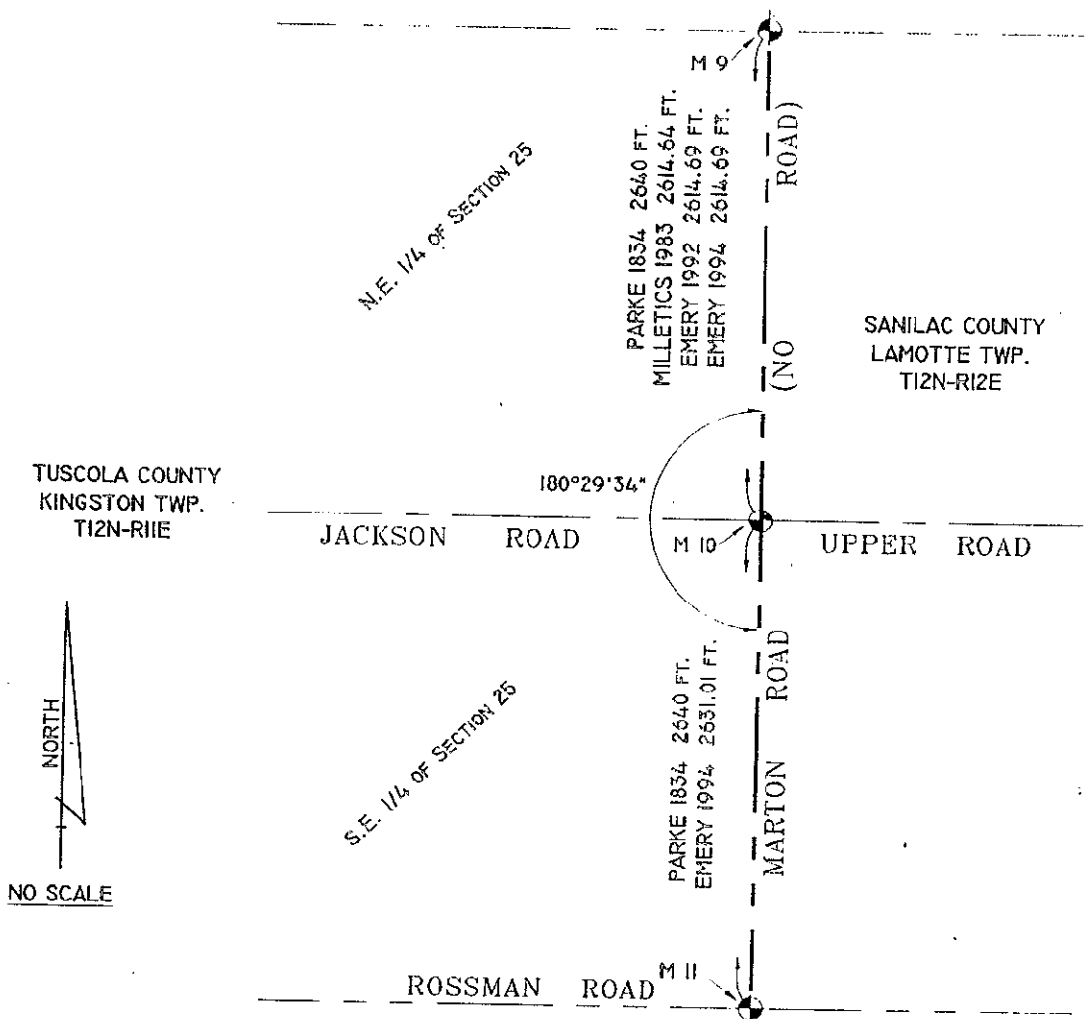 M 9
PARKE 1834 2640 FT.
MILLETICS 1983 2614.64 FT.
EMERY 1992 2614.69 FT.
EMERY 1994 2614.69 FT.
(NO ROAD)
N.E. 1/4 OF SECTION 25
SANILAC COUNTY
LAMOTTE TWP.
T12N-R12E
TUSCOLA COUNTY
KINGSTON TWP.
T12N-R11E
180°29'34"
JACKSON ROAD
M 10
UPPER ROAD
PARKE 1834 2640 FT.
EMERY 1994 2631.01 FT.
MARTON ROAD
S.E. 1/4 OF SECTION 25
NORTH
NO SCALE
M 11
ROSSMAN ROAD